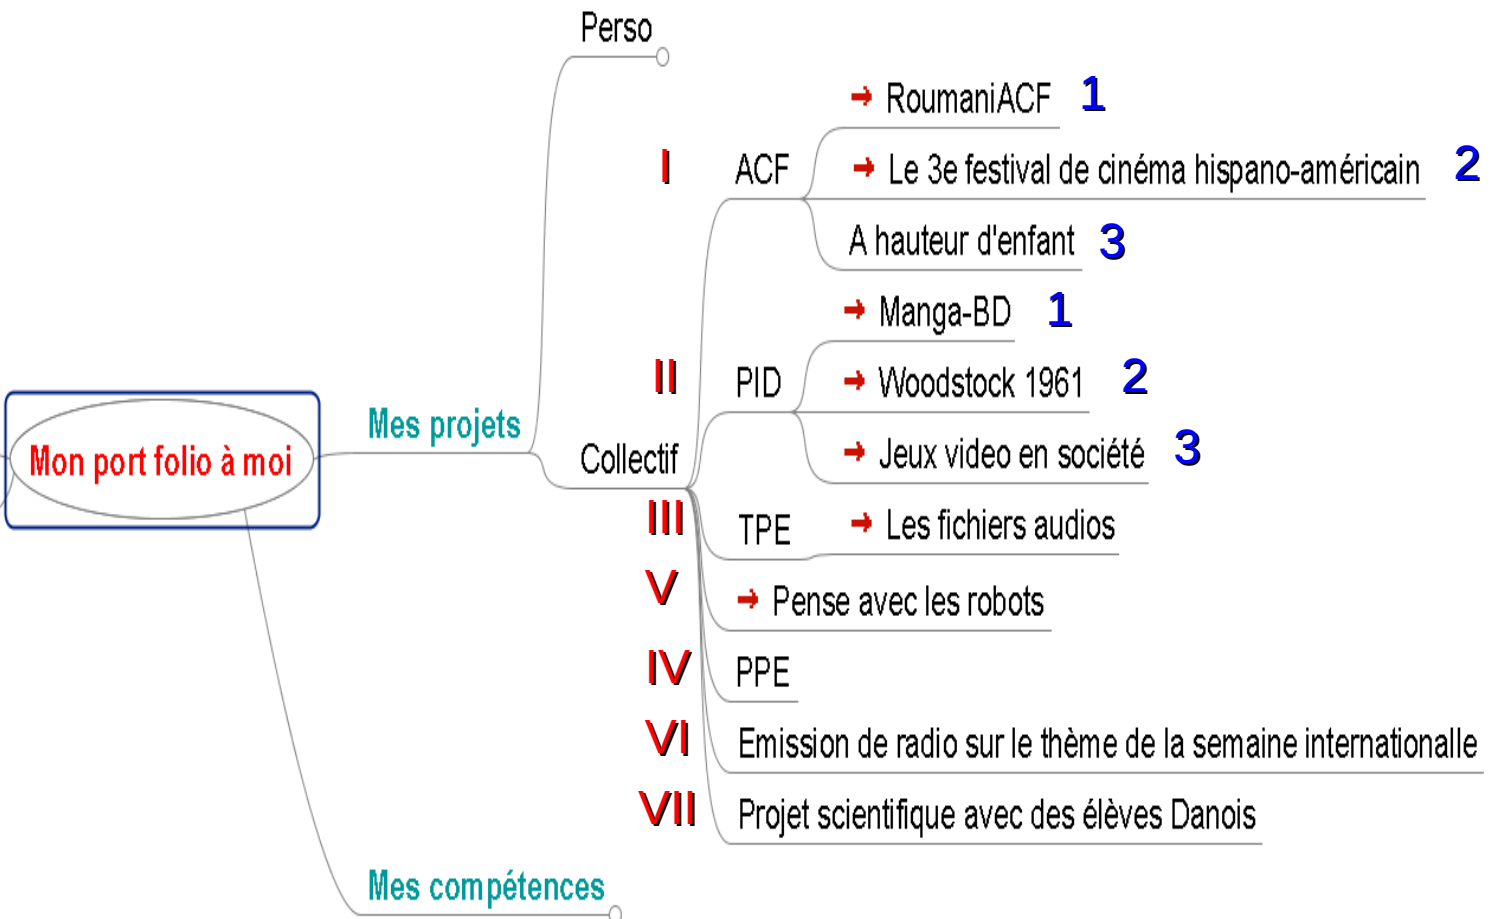 Perso
➞ RoumaniACF 1
I ACF ➞ Le 3e festival de cinéma hispano-américain 2
A hauteur d'enfant 3
➞ Manga-BD 1
II PID ➞ Woodstock 1961 2
Mes projets
Collectif ➞ Jeux video en société 3
Mon port folio à moi
III TPE ➞ Les fichiers audios
V ➞ Pense avec les robots
IV PPE
VI Emission de radio sur le thème de la semaine internationalle
VII Projet scientifique avec des élèves Danois
Mes compétences